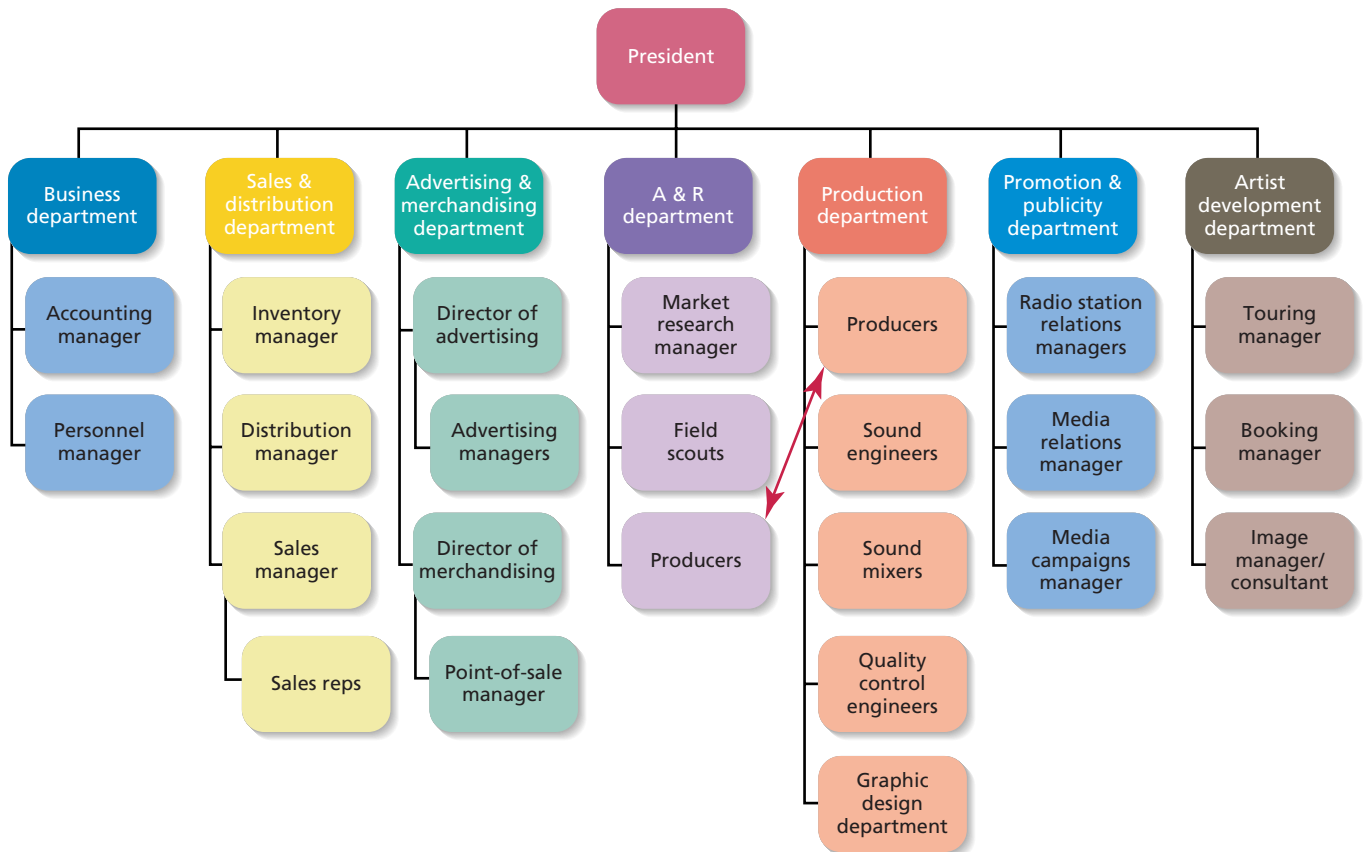 President
Business
department
Sales &
distribution
department
Advertising &
merchandising
department
A & R
department
Production
department
Promotion &
publicity
department
Artist
development
department
Accounting
manager
Personnel
manager
Inventory
manager
Distribution
manager
Sales
manager
Sales reps
Director of
advertising
Advertising
managers
Director of
merchandising
Point-of-sale
manager
Market
research
manager
Field
scouts
Producers
Producers
Sound
engineers
Sound
mixers
Quality
control
engineers
Graphic
design
department
Radio station
relations
managers
Media
relations
manager
Media
campaigns
manager
Touring
manager
Booking
manager
Image
manager/
consultant